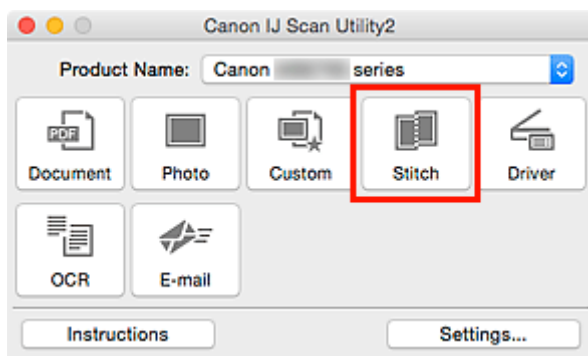 Canon IJ Scan Utility2
Product Name: Canon series
PDF
Document Photo Custom Stitch Driver
OCR E-mail
Instructions Settings...